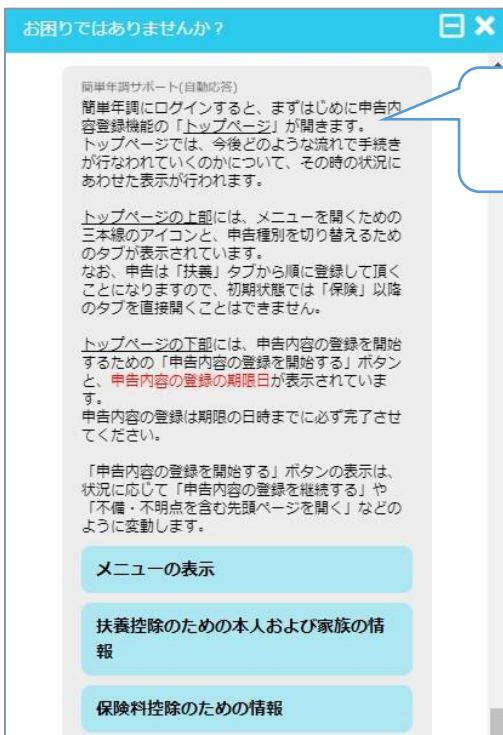 お困りではありませんか？
簡単年調サポート(自動応答)
簡単年調にログインすると、まずはじめに申告内
容登録機能の「トップページ」が開きます。
トップページでは、今後どのような流れで手続き
が行なわれていくのかについて、その時の状況に
あわせた表示が行われます。
トップページの上部には、メニューを開くための
三本線のアイコンと、申告種別を切り替えるため
のタブが表示されています。
なお、申告は「扶養」タブから順に登録して頂く
ことになりますので、初期状態では「保険」以降
のタブを直接開くことはできません。
トップページの下部には、申告内容の登録を開始
するための「申告内容の登録を開始する」ボタン
と、申告内容の登録の期限日が表示されていま
す。
申告内容の登録は期限の日時までに必ず完了させ
てください。
「申告内容の登録を開始する」ボタンの表示は、
状況に応じて「申告内容の登録を継続する」や
「不備・不明点を含む先頭ページを開く」などの
ように変動します。
メニューの表示
扶養控除のための本人および家族の情
報
保険料控除のための情報